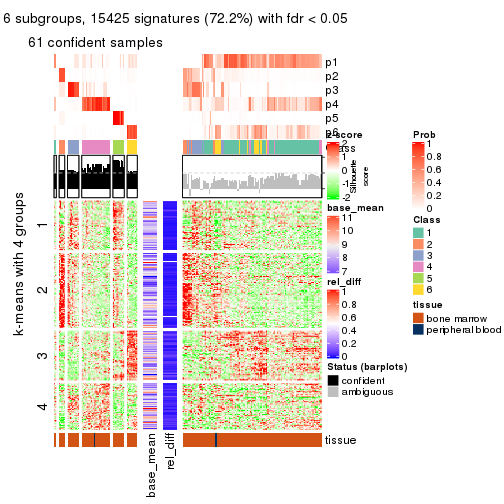 6 subgroups, 15425 signatures (72.2%) with fdr < 0.05
61 confident samples
p1
p2
p3
p4
p5
p6
Class
Silhouette
score
k-means with 4 groups
1
2
3
4
base_mean
rel_diff
tissue
z-score
2
1
0
-1
-2
base_mean
11
10
9
8
7
rel_diff
1
0.8
0.6
0.4
0.2
0
Status (barplots)
confident
ambiguous
Prob
1
0.8
0.6
0.4
0.2
0
Class
1
2
3
4
5
6
tissue
bone marrow
peripheral blood